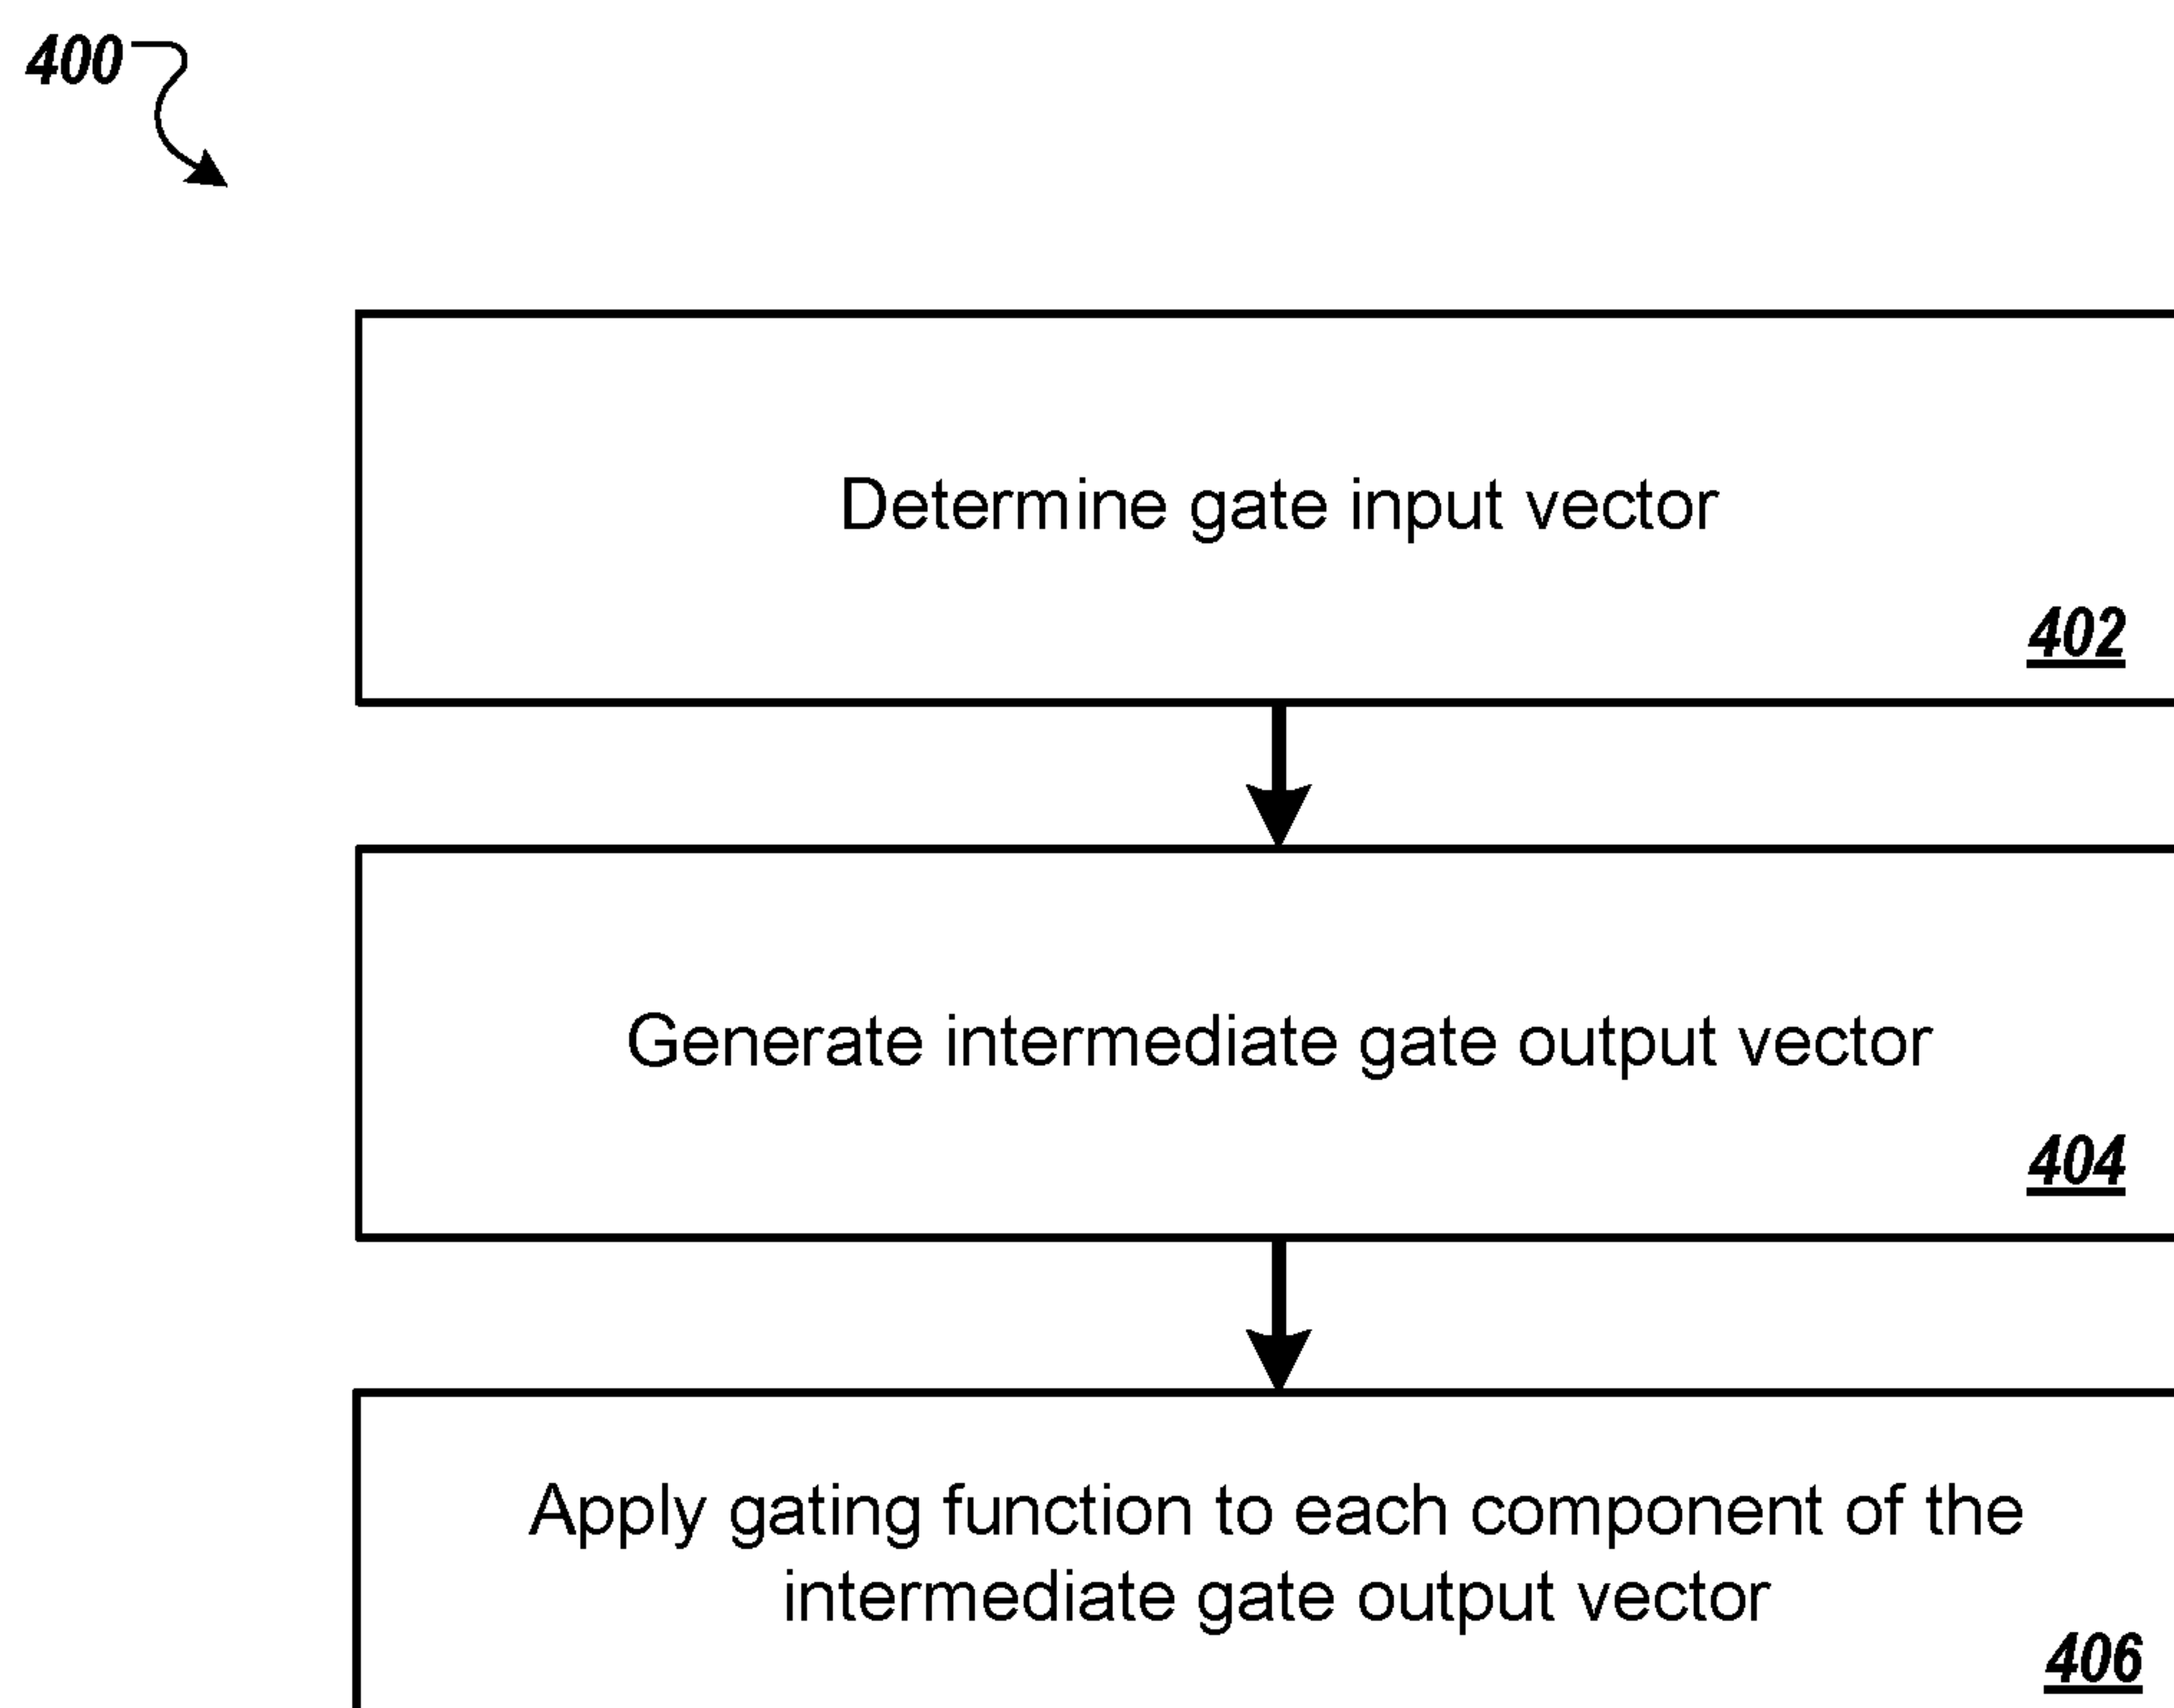 400
Determine gate input vector
402
Generate intermediate gate output vector
404
Apply gating function to each component of the
intermediate gate output vector
406